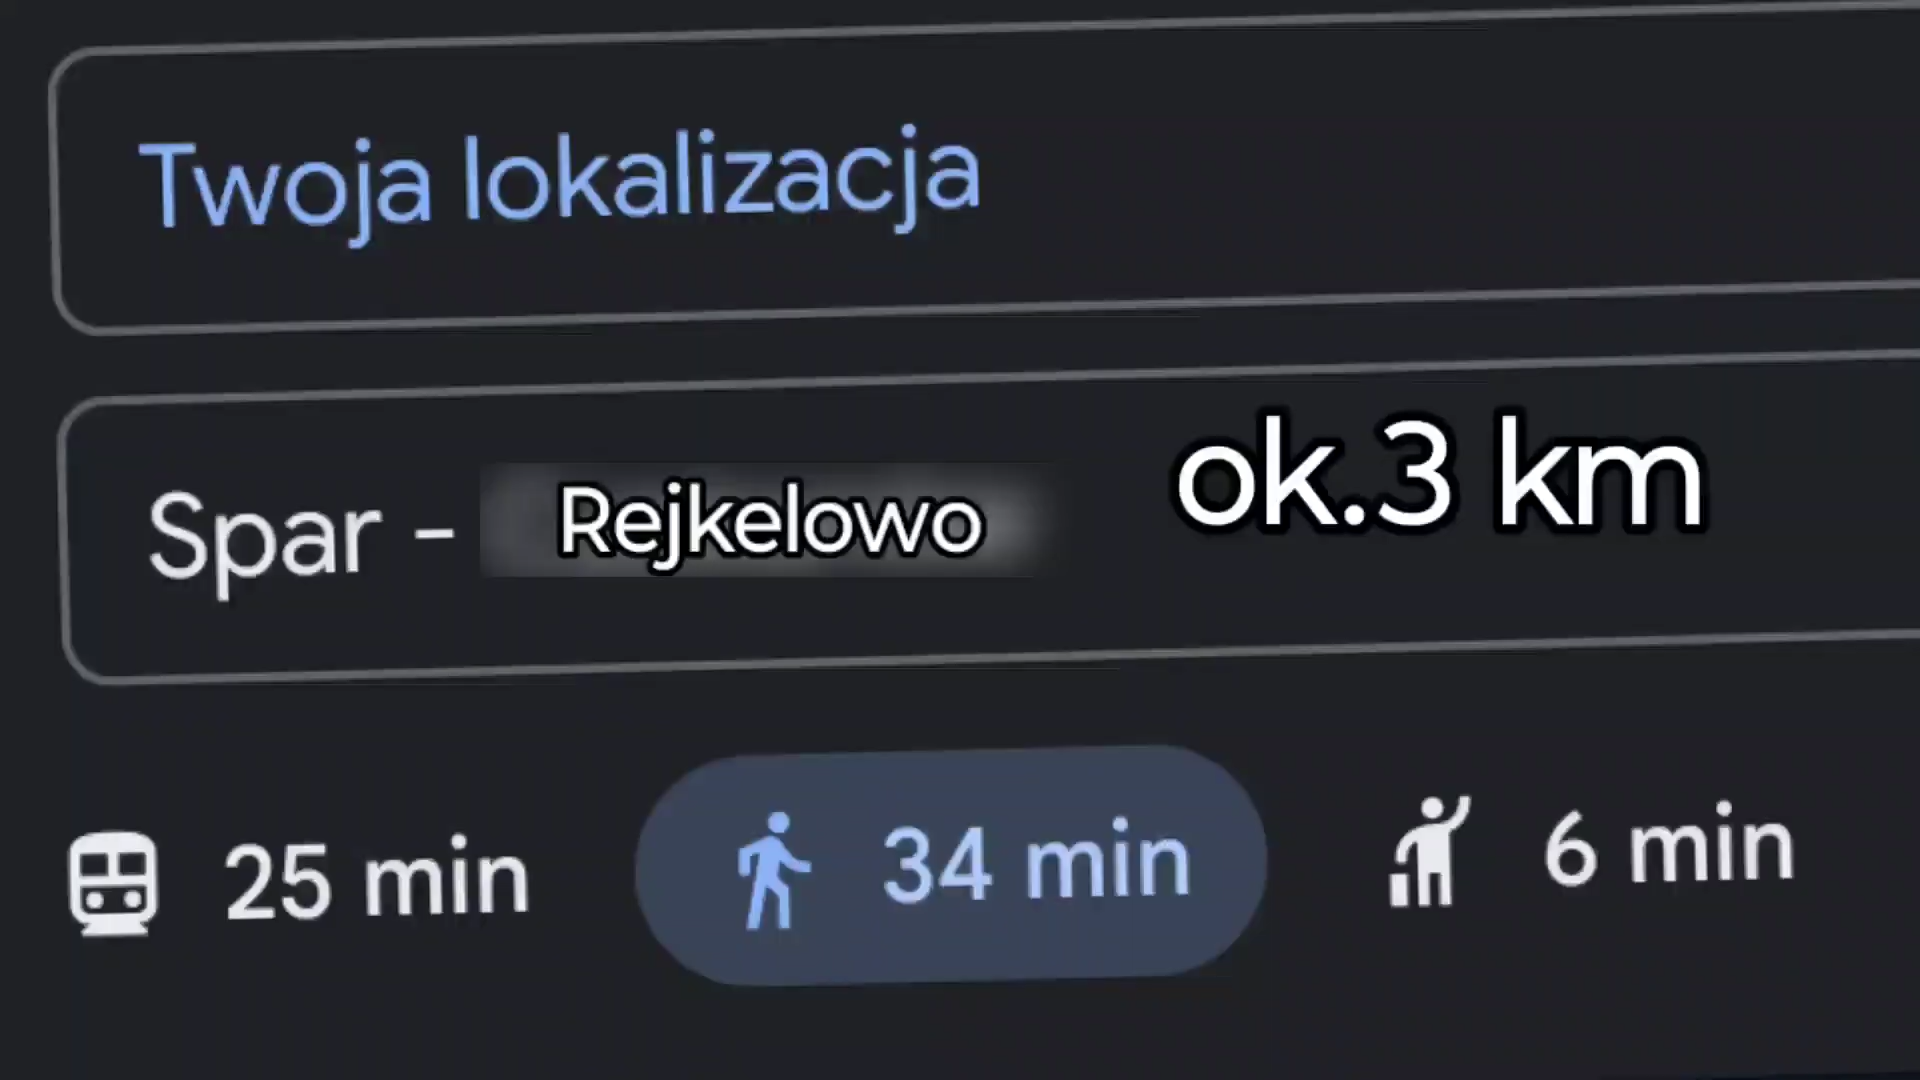 Twoja lokalizacja
ok.3 km
Spar - Rejkelowo
25 min
34 min
6 min